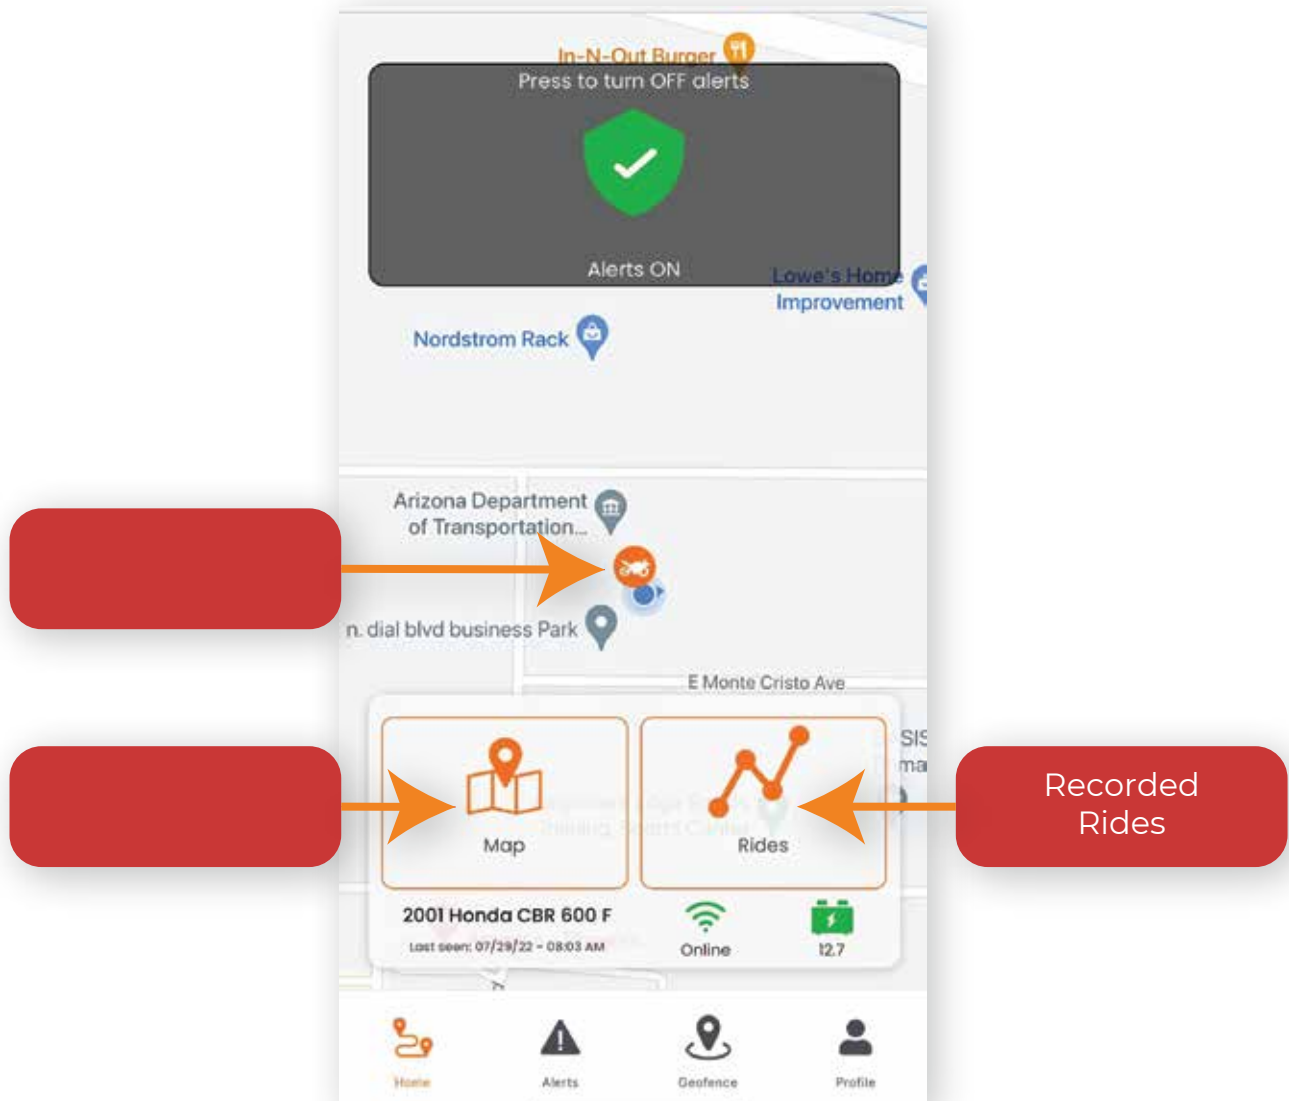 In-N-Out Burger
Press to turn OFF alerts
Alerts ON
Lowe's Home
Improvement
Nordstrom Rack
Arizona Department
of Transportation...
n. dial blvd business Park
E Monte Cristo Ave
SIS
ma
Map
Rides
Recorded
Rides
2001 Honda CBR 600 F
Last seen: 07/29/22 - 08:03 AM
Online
12.7
Home
Alerts
Geofence
Profile